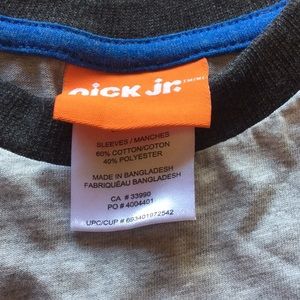 nick jr.
SLEEVES / MANCHES
60% COTTON/COTON
40% POLYESTER
MADE IN BANGLADESH
FABRIQUÉAU BANGLADESH
CA # 33990
PO # 4004401
UPC/CUP # 693401972542